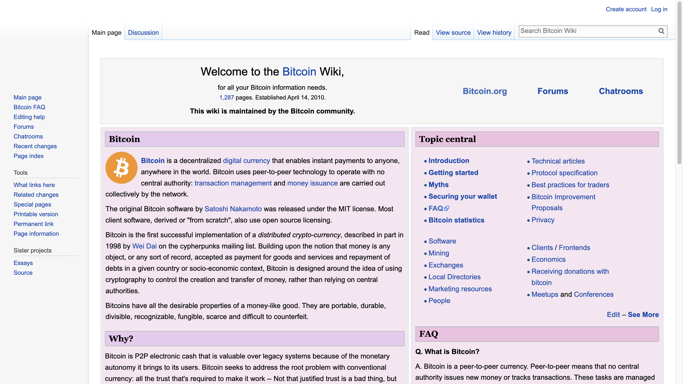 Create account Log in
Main page Discussion Read View source View history Search Bitcoin Wiki
Welcome to the Bitcoin Wiki,
for all your Bitcoin information needs.
1,287 pages. Established April 14, 2010.
This wiki is maintained by the Bitcoin community.
Bitcoin.org Forums Chatrooms
Main page
Bitcoin FAQ
Editing help
Forums
Chatrooms
Recent changes
Page index
Tools
What links here
Related changes
Special pages
Printable version
Permanent link
Page information
Sister projects
Essays
Source
Bitcoin
Bitcoin is a decentralized digital currency that enables instant payments to anyone,
anywhere in the world. Bitcoin uses peer-to-peer technology to operate with no
central authority: transaction management and money issuance are carried out
collectively by the network.
The original Bitcoin software by Satoshi Nakamoto was released under the MIT license. Most
client software, derived or "from scratch", also use open source licensing.
Bitcoin is the first successful implementation of a distributed crypto-currency, described in part in
1998 by Wei Dai on the cypherpunks mailing list. Building upon the notion that money is any
object, or any sort of record, accepted as payment for goods and services and repayment of
debts in a given country or socio-economic context, Bitcoin is designed around the idea of using
cryptography to control the creation and transfer of money, rather than relying on central
authorities.
Bitcoins have all the desirable properties of a money-like good. They are portable, durable,
divisible, recognizable, fungible, scarce and difficult to counterfeit.
Why?
Bitcoin is P2P electronic cash that is valuable over legacy systems because of the monetary
autonomy it brings to its users. Bitcoin seeks to address the root problem with conventional
currency: all the trust that's required to make it work -- Not that justified trust is a bad thing, but
Topic central
Introduction
Getting started
Myths
Securing your wallet
FAQ
Bitcoin statistics
Technical articles
Protocol specification
Best practices for traders
Bitcoin Improvement
Proposals
Privacy
Software
Mining
Exchanges
Local Directories
Marketing resources
People
Clients / Frontends
Economics
Receiving donations with
bitcoin
Meetups and Conferences
Edit – See More
FAQ
Q. What is Bitcoin?
A. Bitcoin is a peer-to-peer currency. Peer-to-peer means that no central
authority issues new money or tracks transactions. These tasks are managed